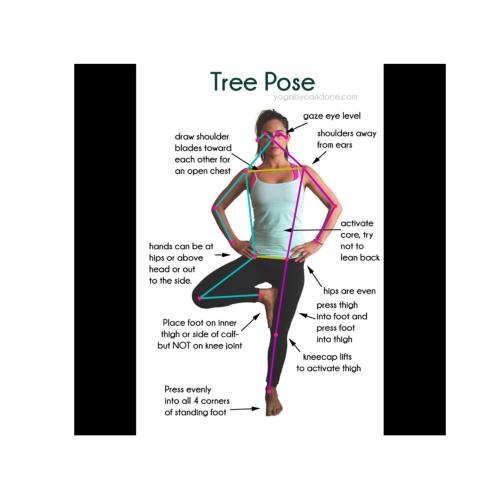 Tree Pose
yogabycandace.com
gaze eye level
shoulders away
from ears
draw shoulder
blades toward
each other for
an open chest
activate
core, try
not to
lean back
hands can be at
hips or above
head or out
to the side.
hips are even
press thigh
into foot and
press foot
into thigh
Place foot on inner
thigh or side of calf-
but NOT on knee joint
kneecap lifts
to activate thigh
Press evenly
into all 4 corners
of standing foot